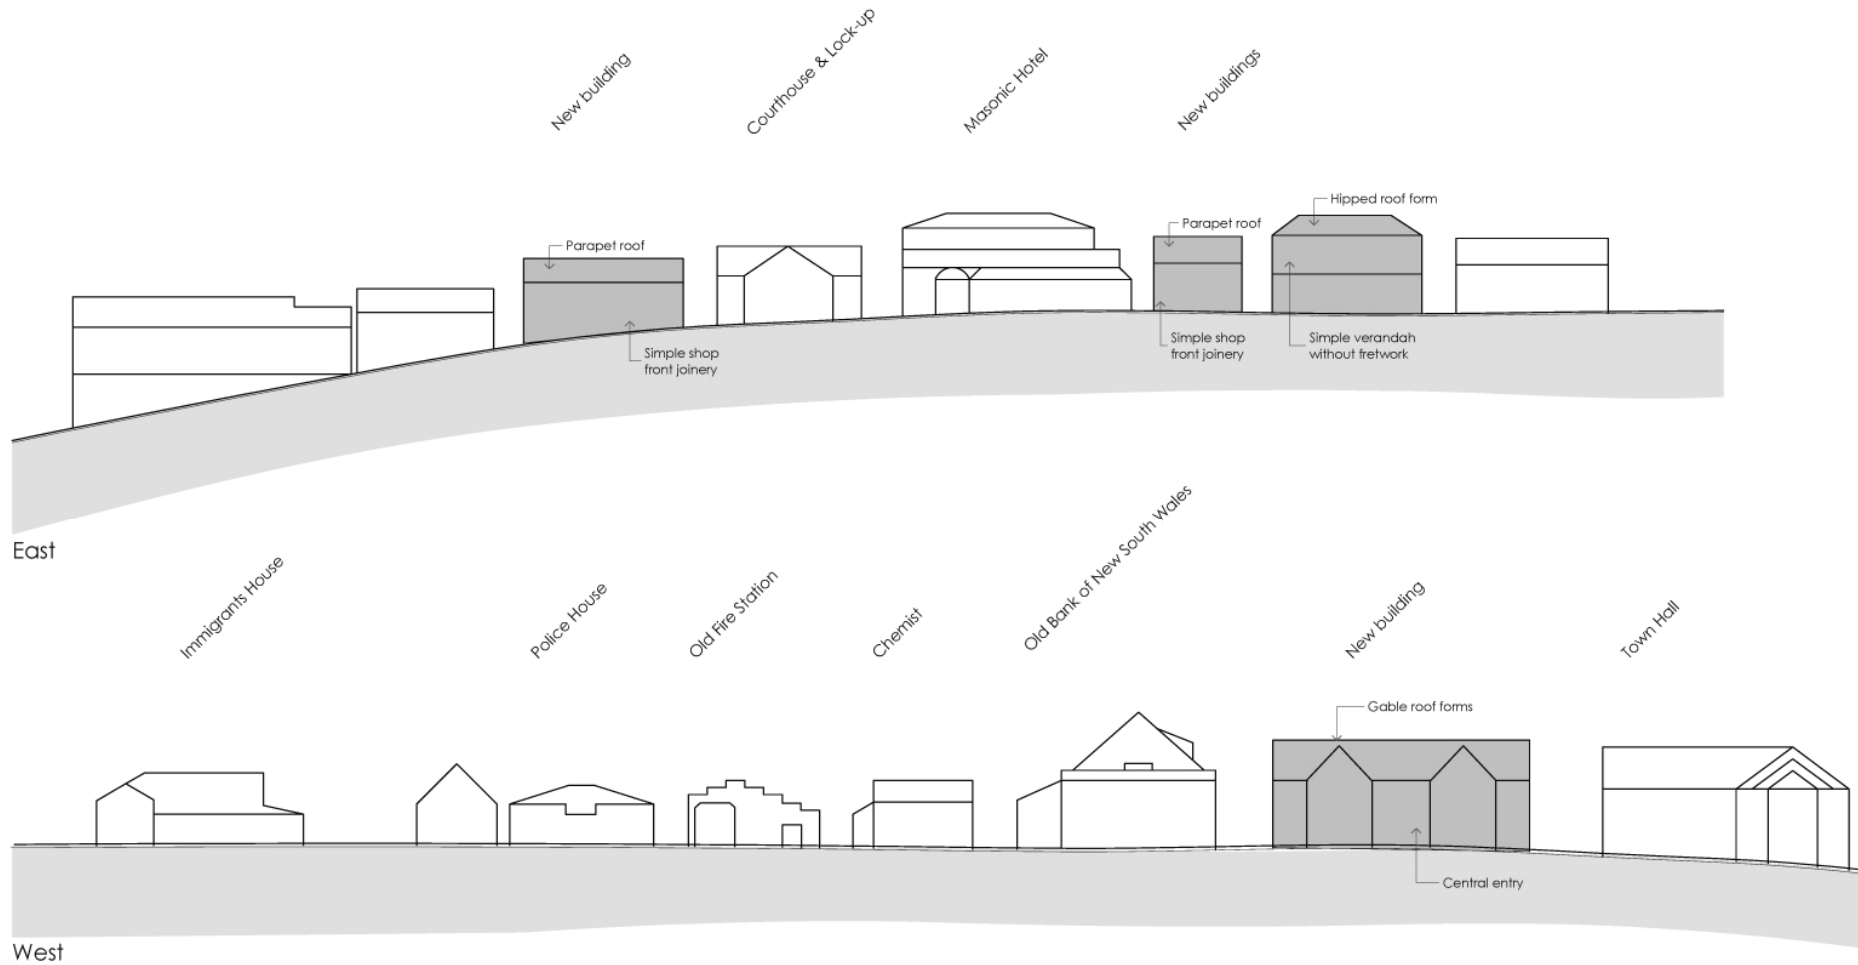 New building
Courthouse & Lock-up
Masonic Hotel
New buildings
Parapet roof
Parapet roof
Hipped roof form
Simple shop
front joinery
Simple shop
front joinery
Simple verandah
without fretwork
East
Immigrants House
Police House
Old Fire Station
Chemist
Old Bank of New South Wales
New building
Town Hall
Gable roof forms
Central entry
West